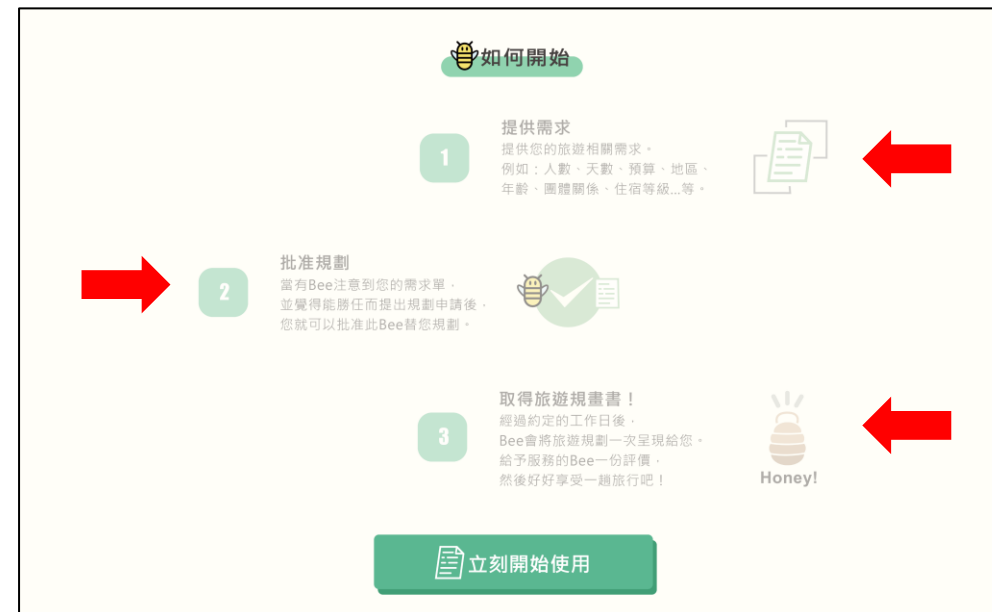 如何開始
1
提供需求
提供您的旅遊相關需求。
例如：人數、天數、預算、地區、
年齡、團體關係、住宿等級...等。
2
批准規劃
當有Bee注意到您的需求單，
並覺得能勝任而提出規劃申請後，
您就可以批准此Bee替您規劃。
3
取得旅遊規畫書！
經過約定的工作日後，
Bee會將旅遊規劃一次呈現給您。
給予服務的Bee一份評價，
然後好好享受一趟旅行吧！
Honey!
立刻開始使用